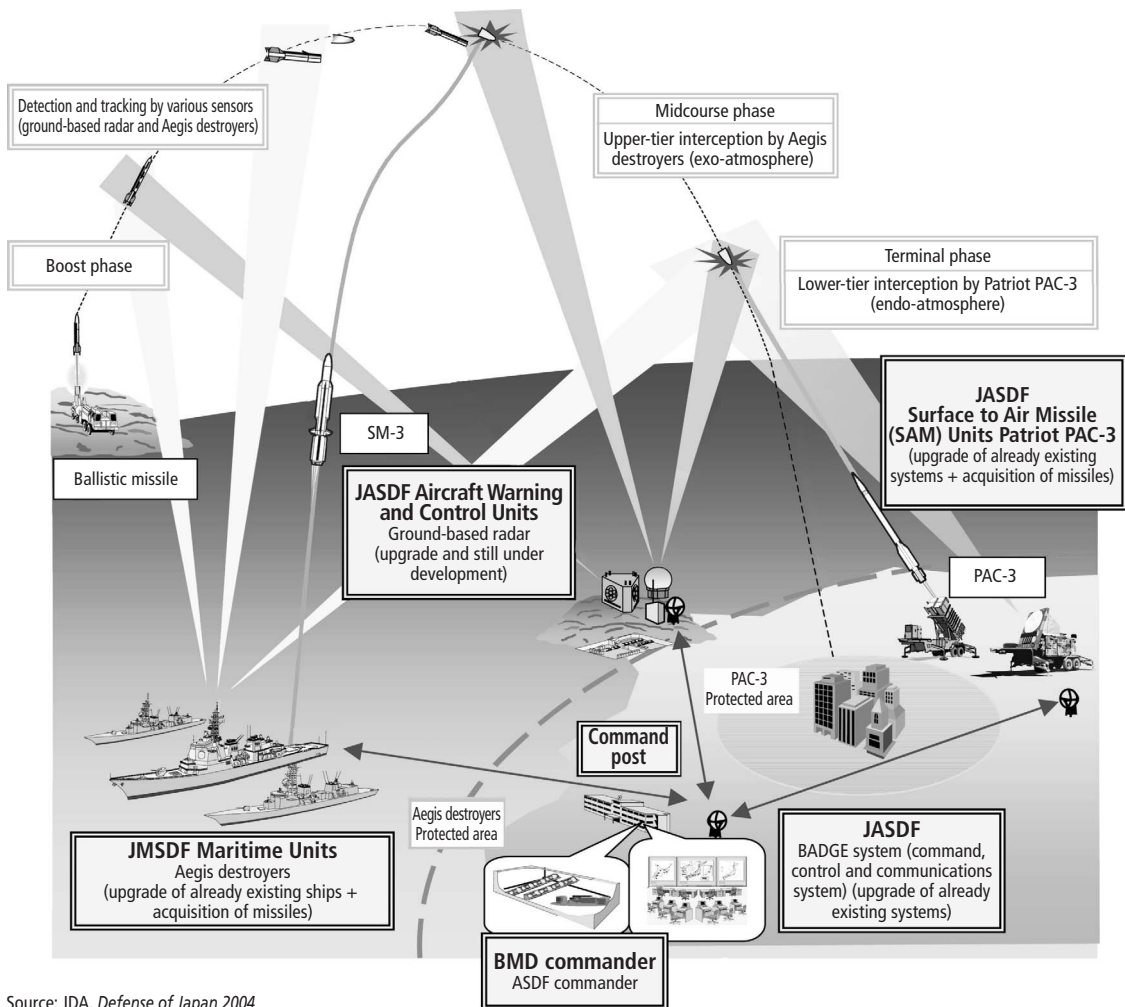 Detection and tracking by various sensors
(ground-based radar and Aegis destroyers)
Midcourse phase
Upper-tier interception by Aegis
destroyers (exo-atmosphere)
Boost phase
Terminal phase
Lower-tier interception by Patriot PAC-3
(endo-atmosphere)
JASDF
Surface to Air Missile
(SAM) Units Patriot PAC-3
(upgrade of already existing
systems + acquisition of missiles)
SM-3
Ballistic missile
JASDF Aircraft Warning
and Control Units
Ground-based radar
(upgrade and still under
development)
PAC-3
PAC-3
Protected area
Command
post
Aegis destroyers
Protected area
JMSDF Maritime Units
Aegis destroyers
(upgrade of already existing ships +
acquisition of missiles)
JASDF
BADGE system (command,
control and communications
system) (upgrade of already
existing systems)
BMD commander
ASDF commander
Source: JDA, Defense of Japan 2004